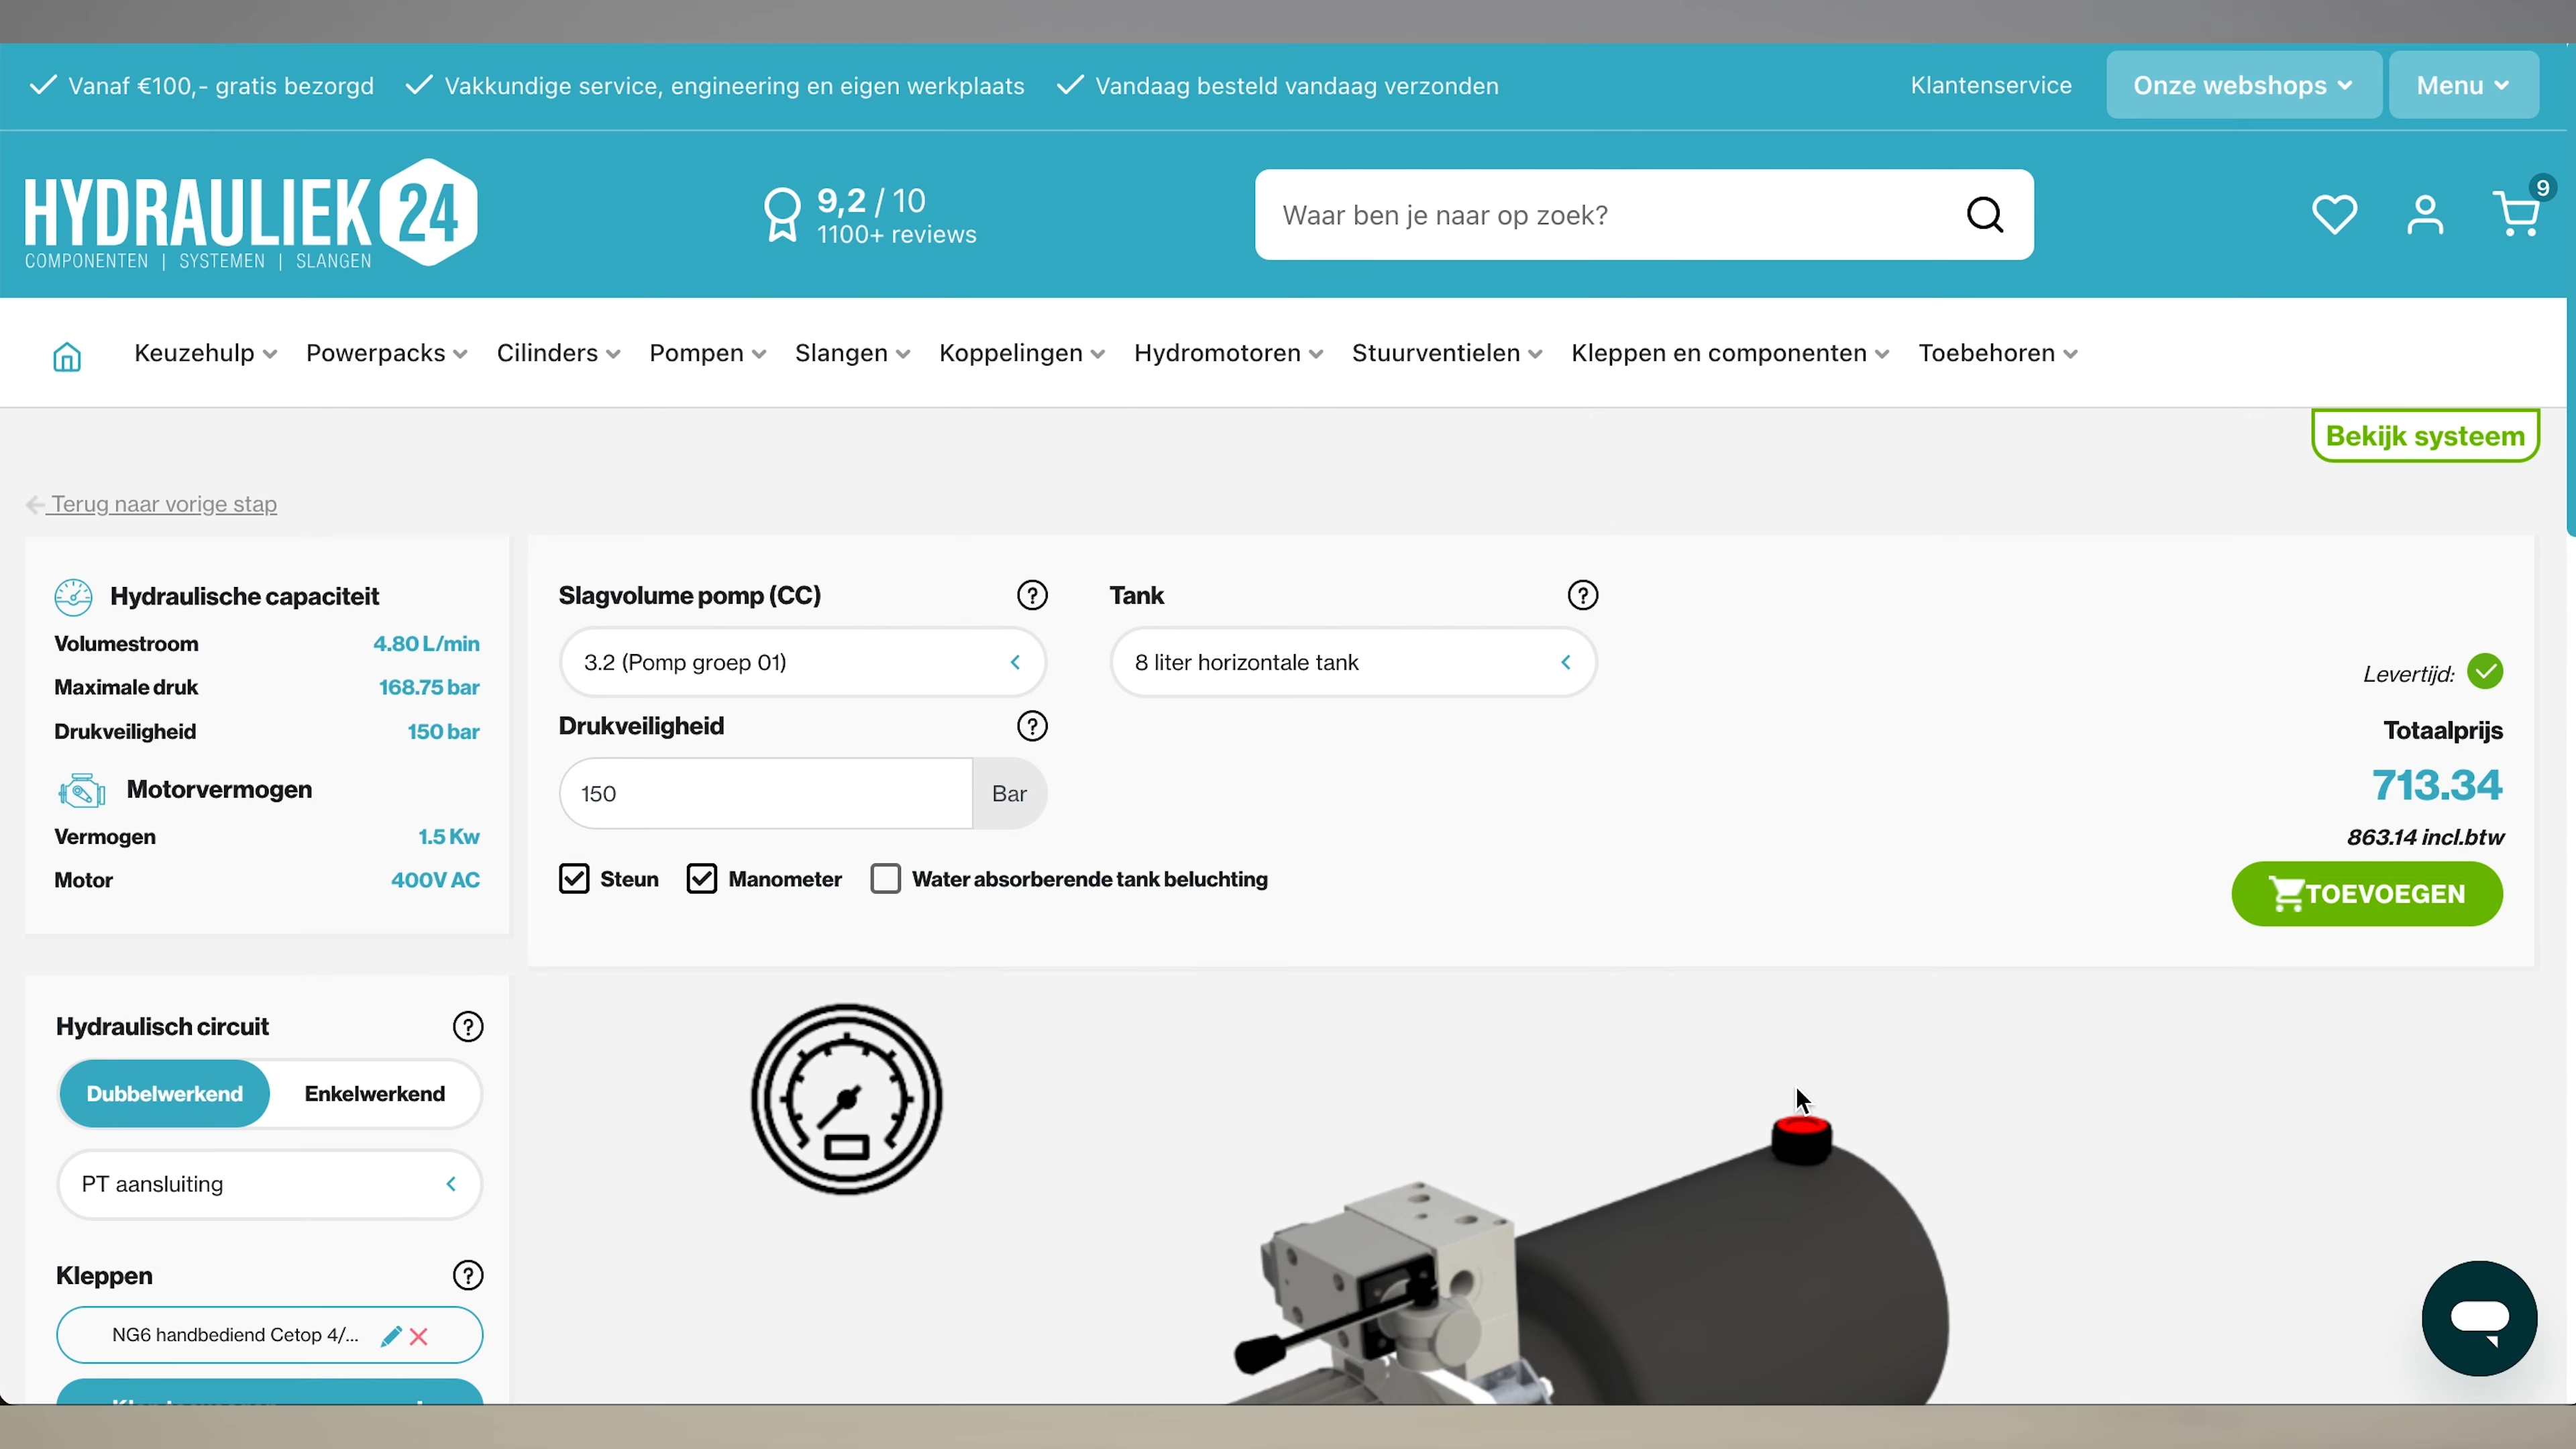 Vanaf €100,- gratis bezorgd
Vakkundige service, engineering en eigen werkplaats
Vandaag besteld vandaag verzonden
Klantenservice
Onze webshops
Menu
HYDRAULIEK 24
COMPONENTEN | SYSTEMEN | SLANGEN
9,2 / 10
1100+ reviews
Waar ben je naar op zoek?
9
Keuzehulp
Powerpacks
Cilinders
Pompen
Slangen
Koppelingen
Hydromotoren
Stuurventielen
Kleppen en componenten
Toebehoren
Bekijk systeem
Terug naar vorige stap
Hydraulische capaciteit
Volumestroom 4.80 L/min
Maximale druk 168.75 bar
Drukveiligheid 150 bar
Motorvermogen
Vermogen 1.5 Kw
Motor 400V AC
Slagvolume pomp (CC) ?
3.2 (Pomp groep 01)
Drukveiligheid ?
150 Bar
Steun
Manometer
Water absorberende tank beluchting
Tank ?
8 liter horizontale tank
Levertijd:
Totaalprijs
713.34
863.14 incl.btw
TOEVOEGEN
Hydraulisch circuit ?
Dubbelwerkend
Enkelwerkend
PT aansluiting
Kleppen ?
NG6 handbediend Cetop 4/...